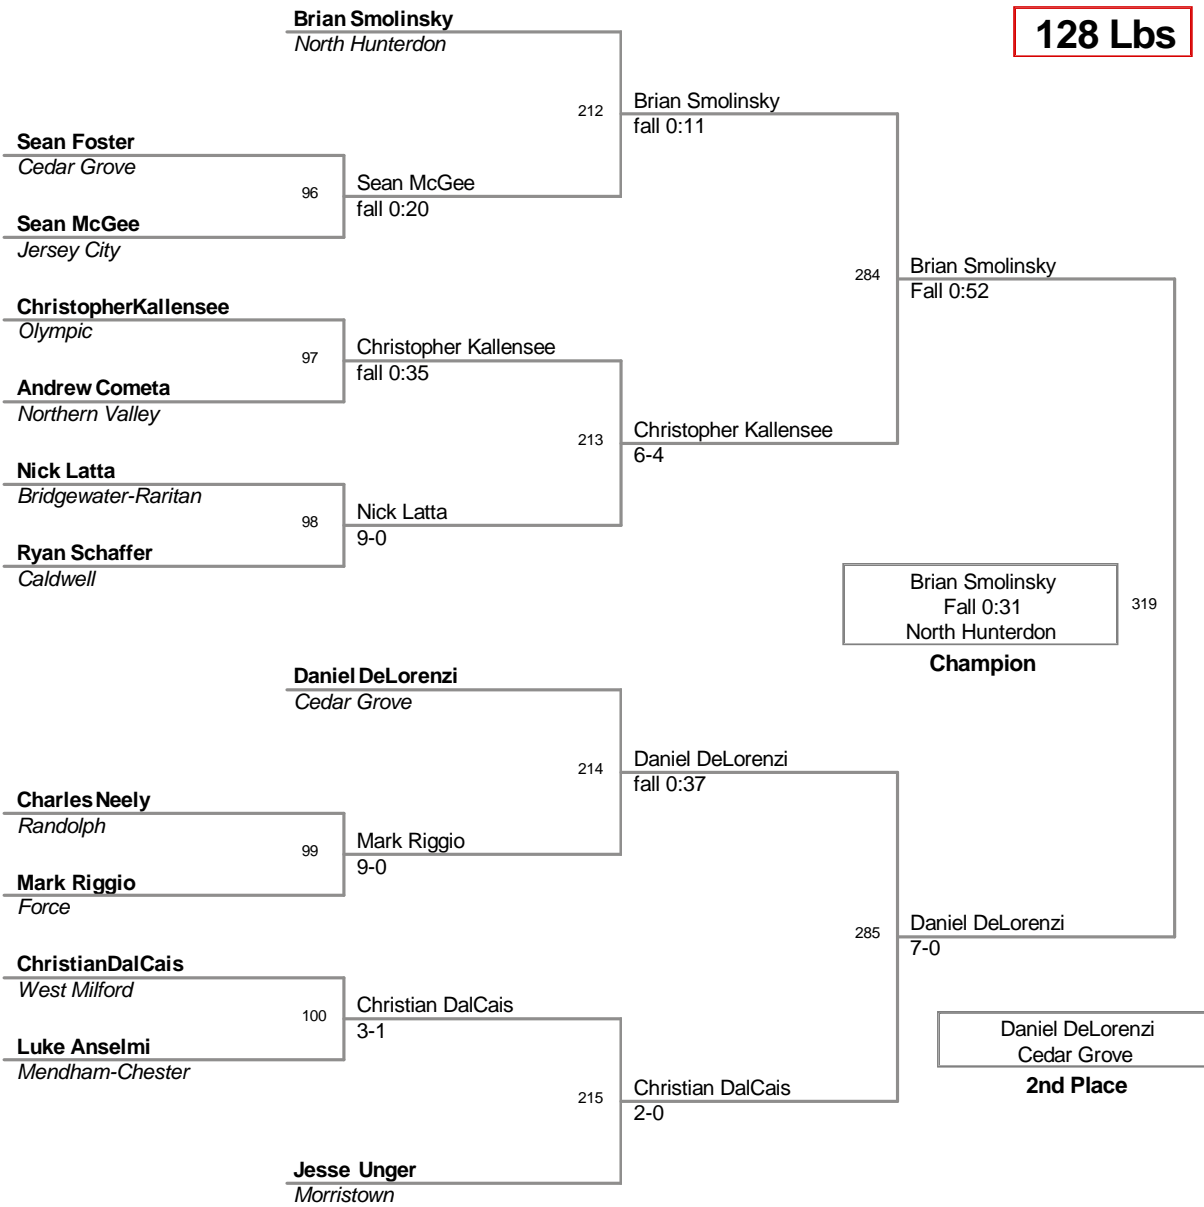 Brian Smolinsky
North Hunterdon
128 Lbs
212
Brian Smolinsky
fall 0:11
Sean Foster
Cedar Grove
96
Sean McGee
fall 0:20
Sean McGee
Jersey City
284
Brian Smolinsky
Fall 0:52
ChristopherKallensee
Olympic
97
Christopher Kallensee
fall 0:35
Andrew Cometa
Northern Valley
213
Christopher Kallensee
6-4
Nick Latta
Bridgewater-Raritan
98
Nick Latta
9-0
Ryan Schaffer
Caldwell
Brian Smolinsky
Fall 0:31
North Hunterdon
319
Champion
Daniel DeLorenzi
Cedar Grove
214
Daniel DeLorenzi
fall 0:37
Charles Neely
Randolph
99
Mark Riggio
9-0
Mark Riggio
Force
285
Daniel DeLorenzi
7-0
ChristianDalCais
West Milford
100
Christian DalCais
3-1
Luke Anselmi
Mendham-Chester
Daniel DeLorenzi
Cedar Grove
2nd Place
215
Christian DalCais
2-0
Jesse Unger
Morristown